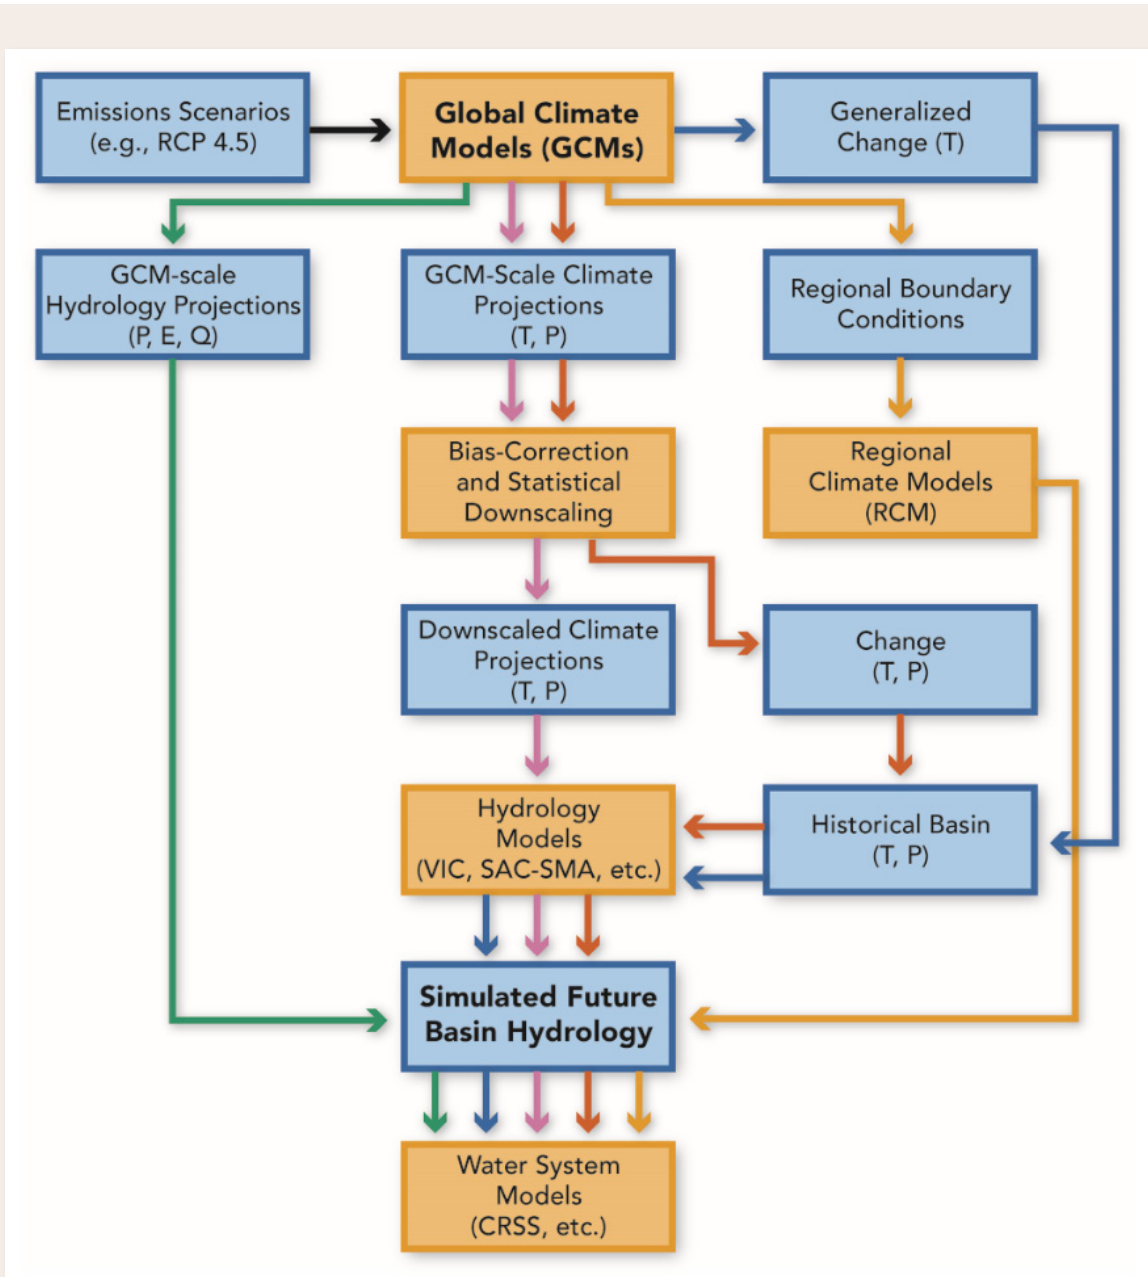 Emissions Scenarios
(e.g., RCP 4.5)
Global Climate
Models (GCMs)
Generalized
Change (T)
GCM-scale
Hydrology Projections
(P, E, Q)
GCM-Scale Climate
Projections
(T, P)
Regional Boundary
Conditions
Bias-Correction
and Statistical
Downscaling
Regional
Climate Models
(RCM)
Downscaled Climate
Projections
(T, P)
Change
(T, P)
Hydrology
Models
(VIC, SAC-SMA, etc.)
Historical Basin
(T, P)
Simulated Future
Basin Hydrology
Water System
Models
(CRSS, etc.)